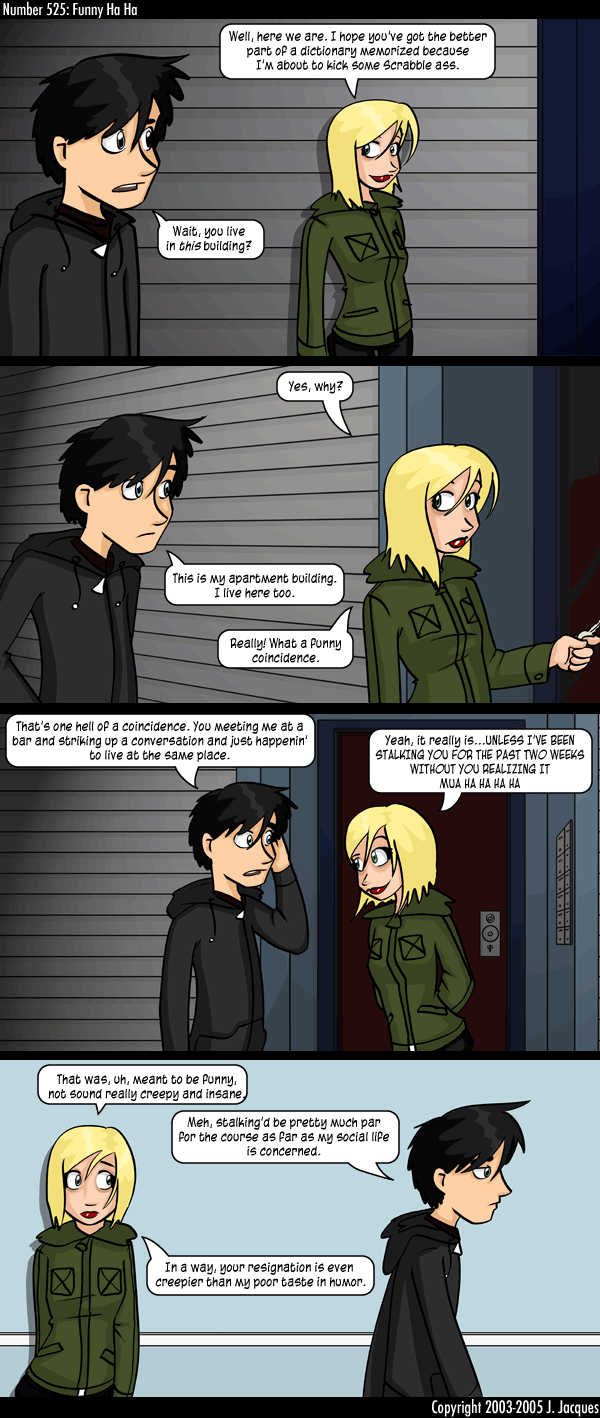 Number 525: Funny Ha Ha
Well, here we are. I hope you've got the better
part of a dictionary memorized because
I'm about to kick some Scrabble ass.
Wait, you live
in this building?
Yes, why?
This is my apartment building.
I live here too.
Really! What a funny
coincidence.
That's one hell of a coincidence. You meeting me at a
bar and striking up a conversation and just happenin'
to live at the same place.
Yeah, it really is...UNLESS I'VE BEEN
STALKING YOU FOR THE PAST TWO WEEKS
WITHOUT YOU REALIZING IT
MUA HA HA HA HA
That was, uh, meant to be funny,
not sound really creepy and insane.
Meh, stalking'd be pretty much par
for the course as far as my social life
is concerned.
In a way, your resignation is even
creepier than my poor taste in humor.
Copyright 2003-2005 J. Jacques